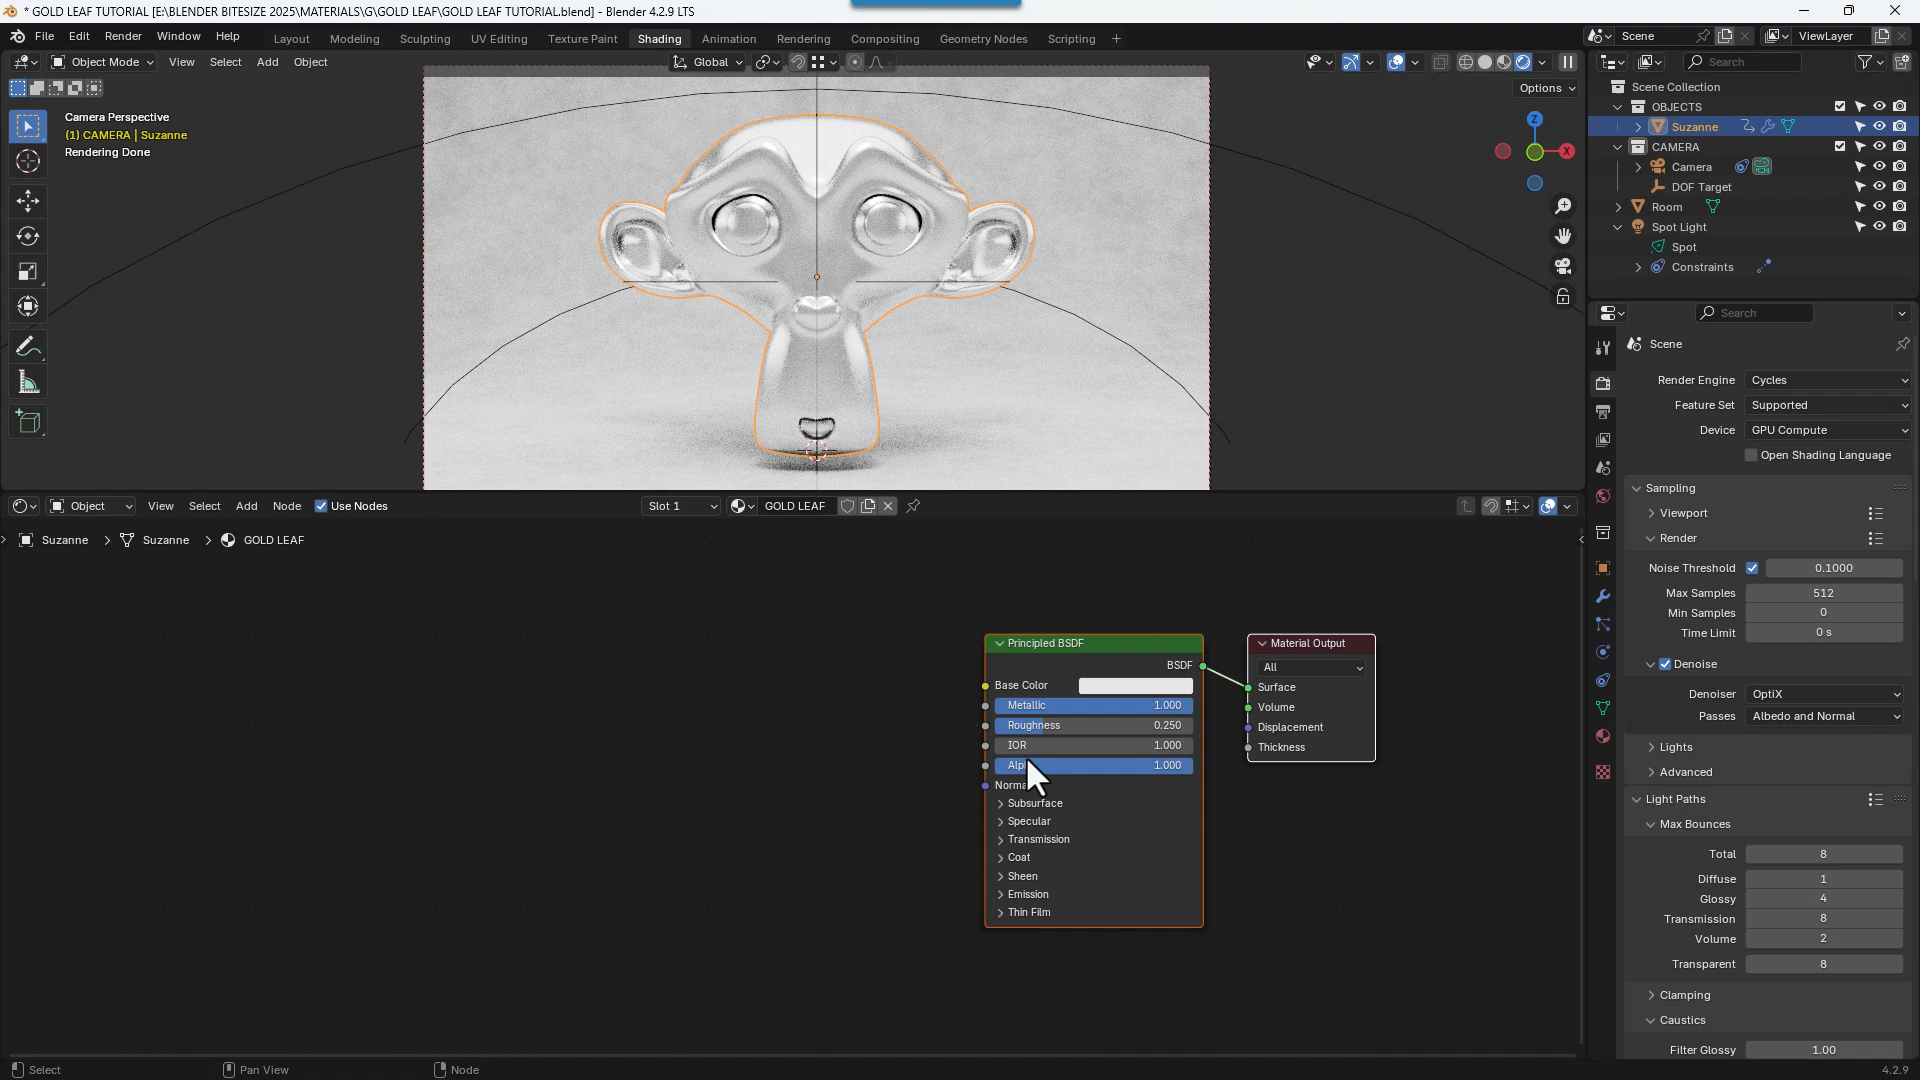 * GOLD LEAF TUTORIAL [E:\BLENDER BITESIZE 2025\MATERIALS\G\GOLD LEAF\GOLD LEAF TUTORIAL.blend] - Blender 4.2.9 LTS
File Edit Render Window Help Layout Modeling Sculpting UV Editing Texture Paint Shading Animation Rendering Compositing Geometry Nodes Scripting + Scene ViewLayer
Object Mode View Select Add Object Global Search
Options
Camera Perspective
(1) CAMERA | Suzanne
Rendering Done
Z
X
Scene Collection
OBJECTS
Suzanne
CAMERA
Camera
DOF Target
Room
Spot Light
Spot
Constraints
Search
Scene
Render Engine Cycles
Feature Set Supported
Device GPU Compute
Open Shading Language
Sampling
Viewport
Render
Noise Threshold 0.1000
Max Samples 512
Min Samples 0
Time Limit 0 s
Denoise
Denoiser OptiX
Passes Albedo and Normal
Lights
Advanced
Light Paths
Max Bounces
Total 8
Diffuse 1
Glossy 4
Transmission 8
Volume 2
Transparent 8
Clamping
Caustics
Filter Glossy 1.00
Object View Select Add Node Use Nodes Slot 1 GOLD LEAF
Suzanne > Suzanne > GOLD LEAF
Principled BSDF
BSDF
Base Color
Metallic 1.000
Roughness 0.250
IOR 1.000
Alp 1.000
Norma
Subsurface
Specular
Transmission
Coat
Sheen
Emission
Thin Film
Material Output
All
Surface
Volume
Displacement
Thickness
Select Pan View Node 4.2.9